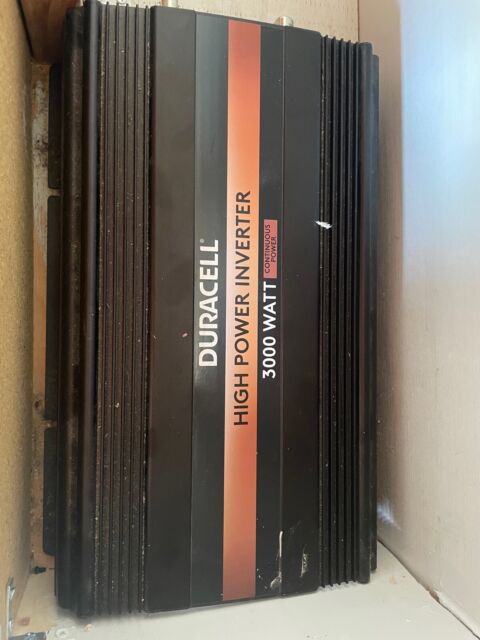 DURACELL®
HIGH POWER INVERTER
3000 WATT CONTINUOUS
POWER